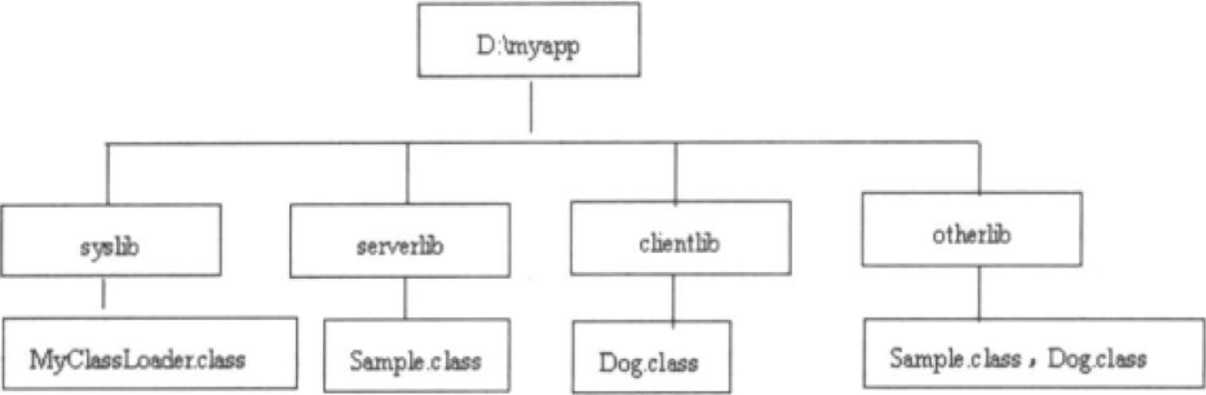 D:\myapp
syslib
serverlib
clientlib
otherlib
MyClassLoader.class
Sample.class
Dog.class
Sample.class，Dog.class